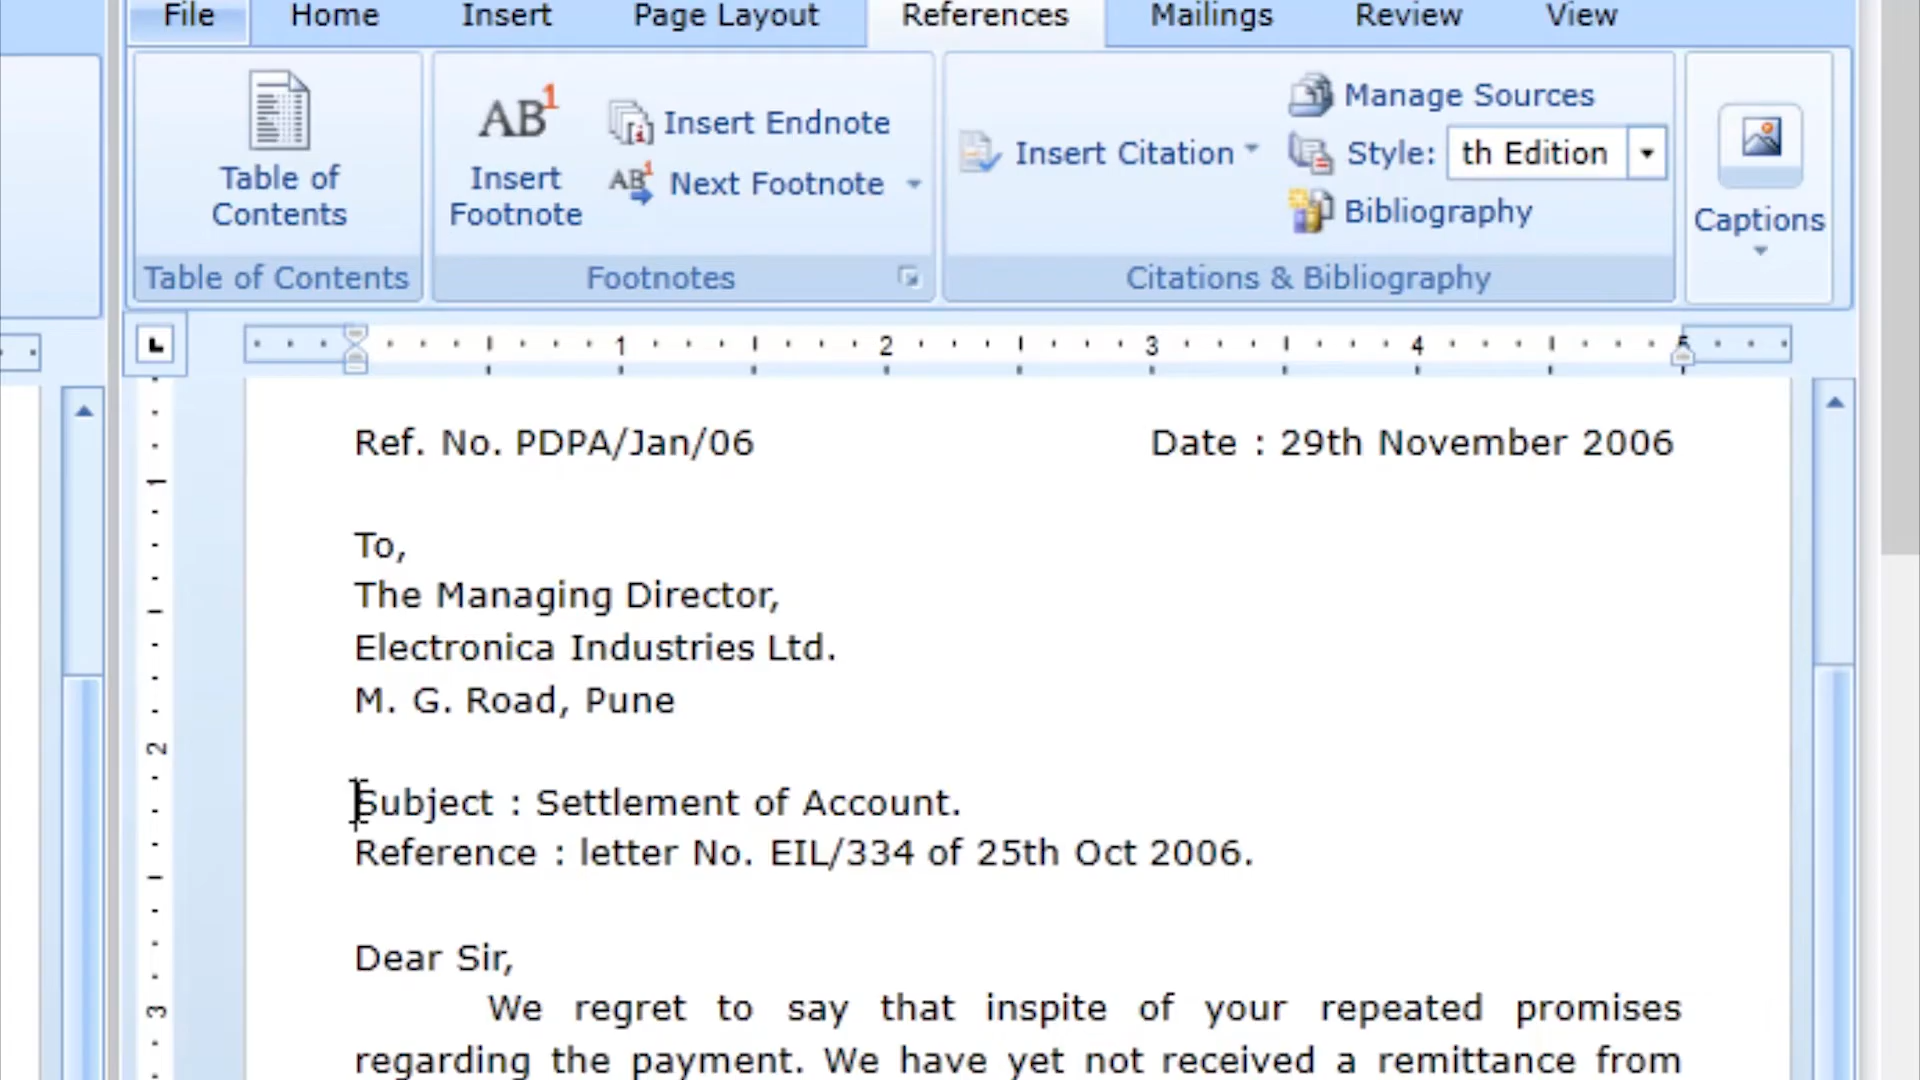 File Home Insert Page Layout References Mailings Review View
Table of Contents
AB1 Insert Footnote
Insert Endnote
AB1 Next Footnote
Insert Citation
Manage Sources
Style: th Edition
Bibliography
Captions
Table of Contents Footnotes Citations & Bibliography
1 2 3 4 5
Ref. No. PDPA/Jan/06 Date : 29th November 2006
To,
The Managing Director,
Electronica Industries Ltd.
M. G. Road, Pune
Subject : Settlement of Account.
Reference : letter No. EIL/334 of 25th Oct 2006.
Dear Sir,
We regret to say that inspite of your repeated promises
regarding the payment. We have yet not received a remittance from
1
2
3